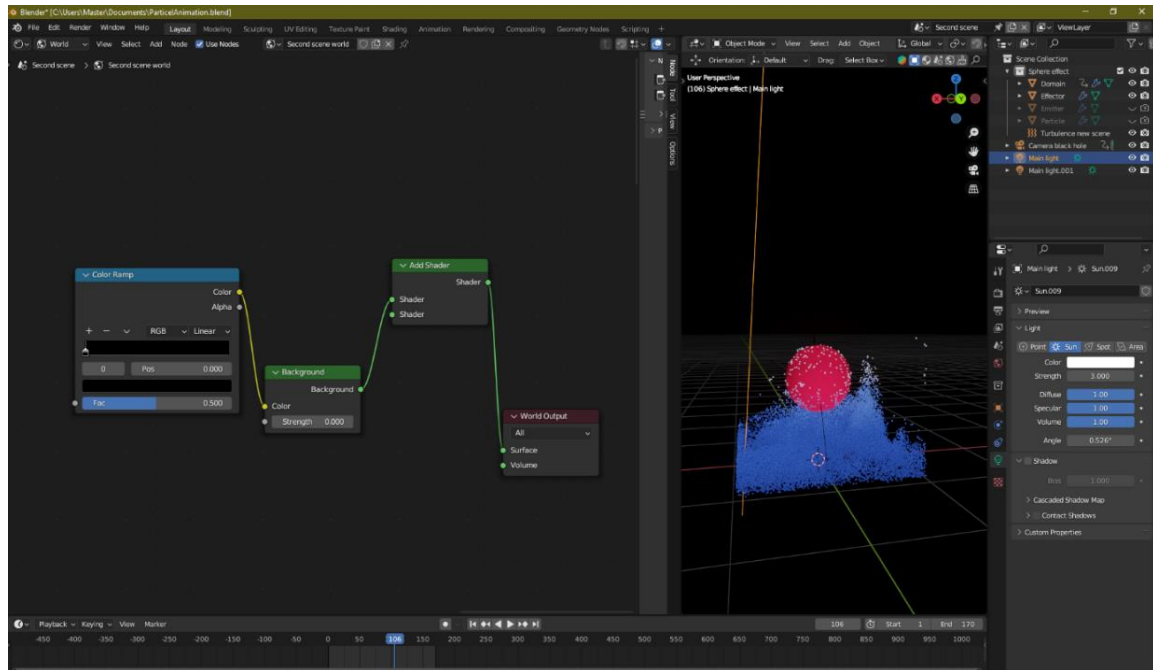 Blender* [C:\Users\Master\Documents\ParticelAnimation.blend]
File Edit Render Window Help Layout Modeling Sculpting UV Editing Texture Paint Shading Animation Rendering Compositing Geometry Nodes Scripting + Second scene ViewLayer
World View Select Add Node Use Nodes Second scene world
Object Mode View Select Add Object Global
Second scene > Second scene world
Orientation: Default Drag: Select Box
Node
Tool
View
Options
User Perspective
(106) Sphere effect | Main light
Scene Collection
Sphere effect
Domain
Effector
Emitter
Particle
Turbulence new scene
Camera black hole
Main light
Main light.001
Color Ramp
Color
Alpha
+ − RGB Linear
0 Pos 0.000
Fac 0.500
Background
Background
Color
Strength 0.000
Add Shader
Shader
Shader
Shader
World Output
All
Surface
Volume
Main light > Sun.009
Sun.009
Preview
Light
Point Sun Spot Area
Color
Strength 3.000
Diffuse 1.00
Specular 1.00
Volume 1.00
Angle 0.526°
Shadow
Bias 1.000
Cascaded Shadow Map
Contact Shadows
Custom Properties
Playback Keying View Marker 106 Start 1 End 170
-450 -400 -350 -300 -250 -200 -150 -100 -50 0 50 106 150 200 250 300 350 400 450 500 550 600 650 700 750 800 850 900 950 1000